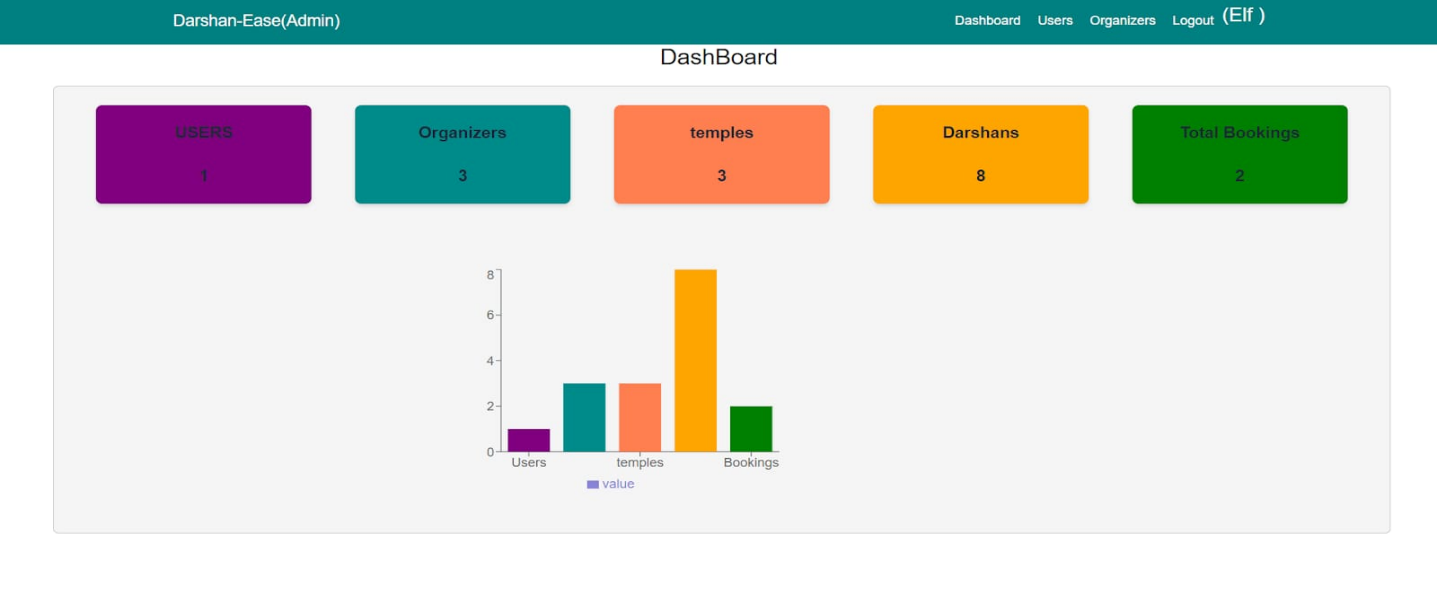 Darshan-Ease(Admin) Dashboard Users Organizers Logout (Elf )
DashBoard
USERS Organizers temples Darshans Total Bookings
1 3 3 8 2
8
6
4
2
0
Users temples Bookings
value